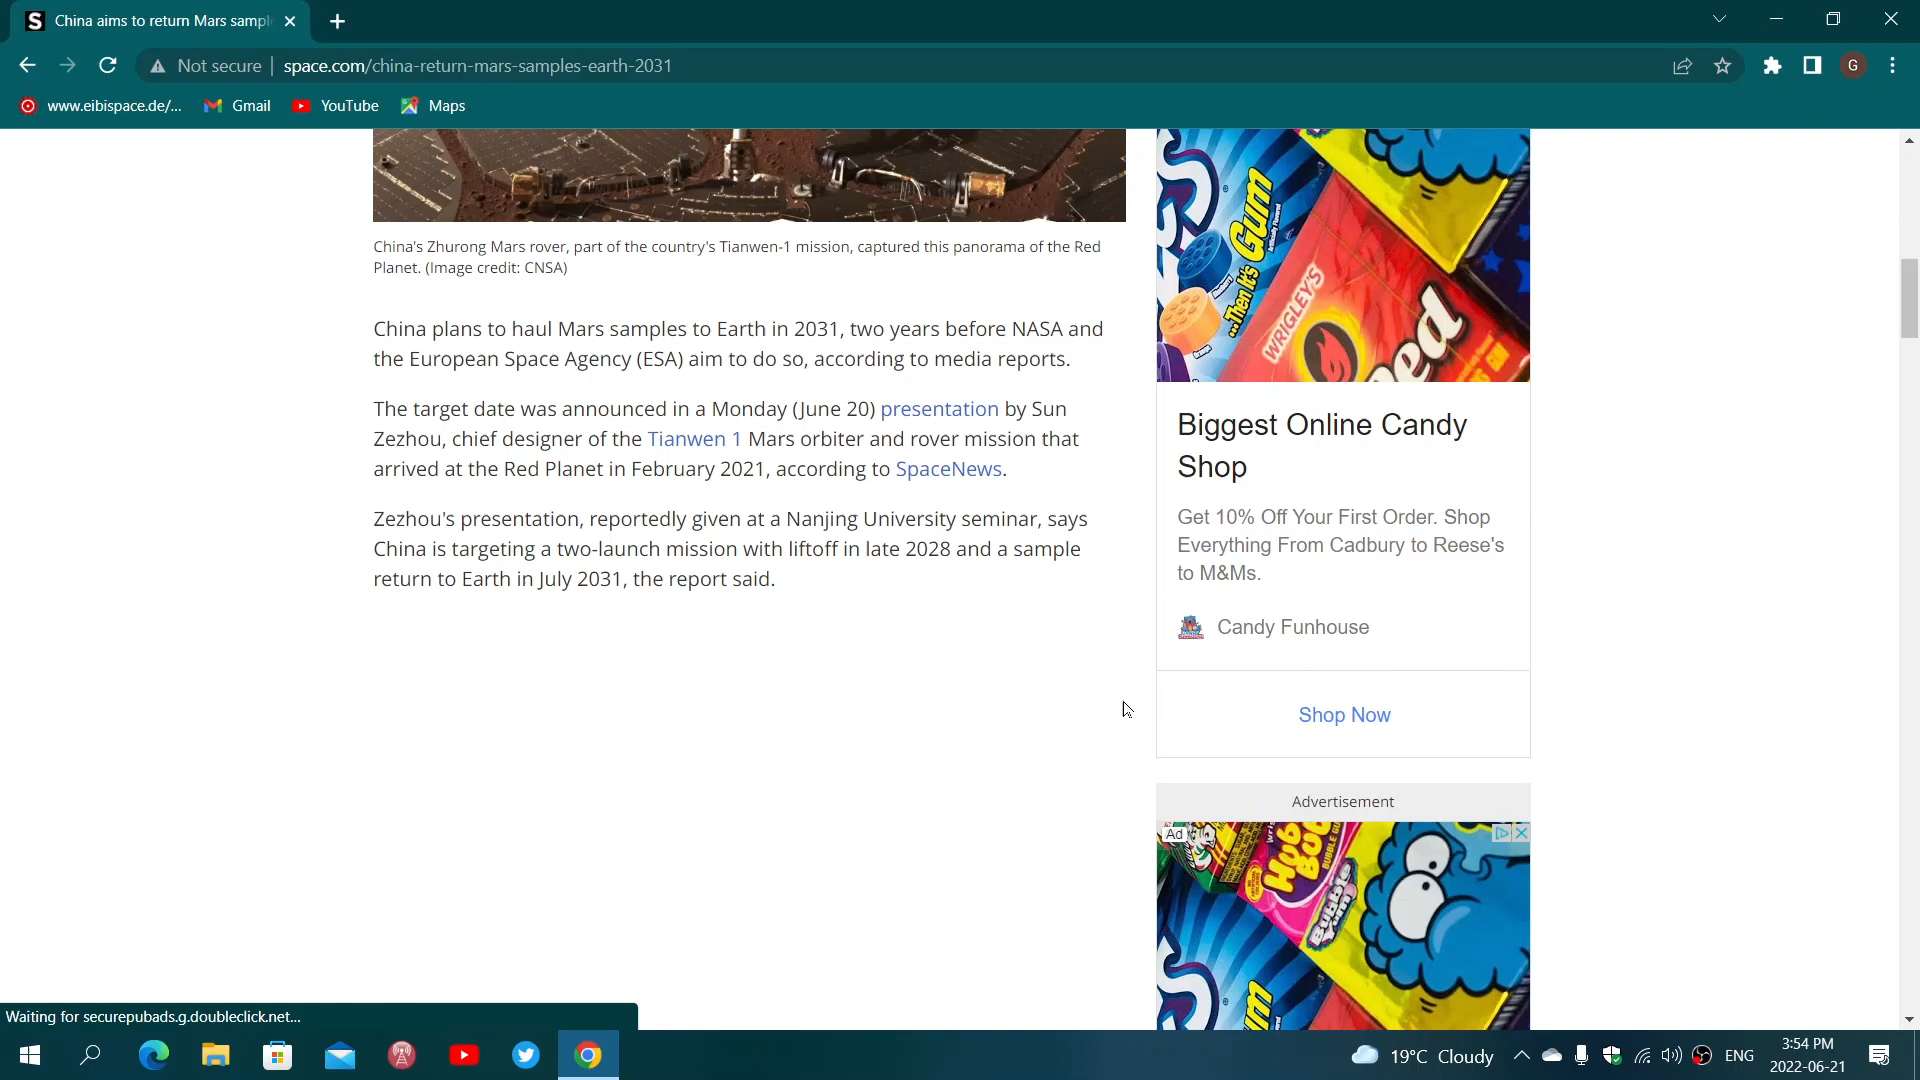 China aims to return Mars sampl
Not secure
space.com/china-return-mars-samples-earth-2031
G
www.eibispace.de/...
Gmail
YouTube
Maps
China's Zhurong Mars rover, part of the country's Tianwen-1 mission, captured this panorama of the Red
Planet. (Image credit: CNSA)
China plans to haul Mars samples to Earth in 2031, two years before NASA and
the European Space Agency (ESA) aim to do so, according to media reports.
The target date was announced in a Monday (June 20) presentation by Sun
Zezhou, chief designer of the Tianwen 1 Mars orbiter and rover mission that
arrived at the Red Planet in February 2021, according to SpaceNews.
Zezhou's presentation, reportedly given at a Nanjing University seminar, says
China is targeting a two-launch mission with liftoff in late 2028 and a sample
return to Earth in July 2031, the report said.
...Then It's Gum
WRIGLEY'S
Biggest Online Candy
Shop
Get 10% Off Your First Order. Shop
Everything From Cadbury to Reese's
to M&Ms.
Candy Funhouse
Shop Now
Advertisement
Ad
Waiting for securepubads.g.doubleclick.net...
19°C Cloudy
ENG
3:54 PM
2022-06-21